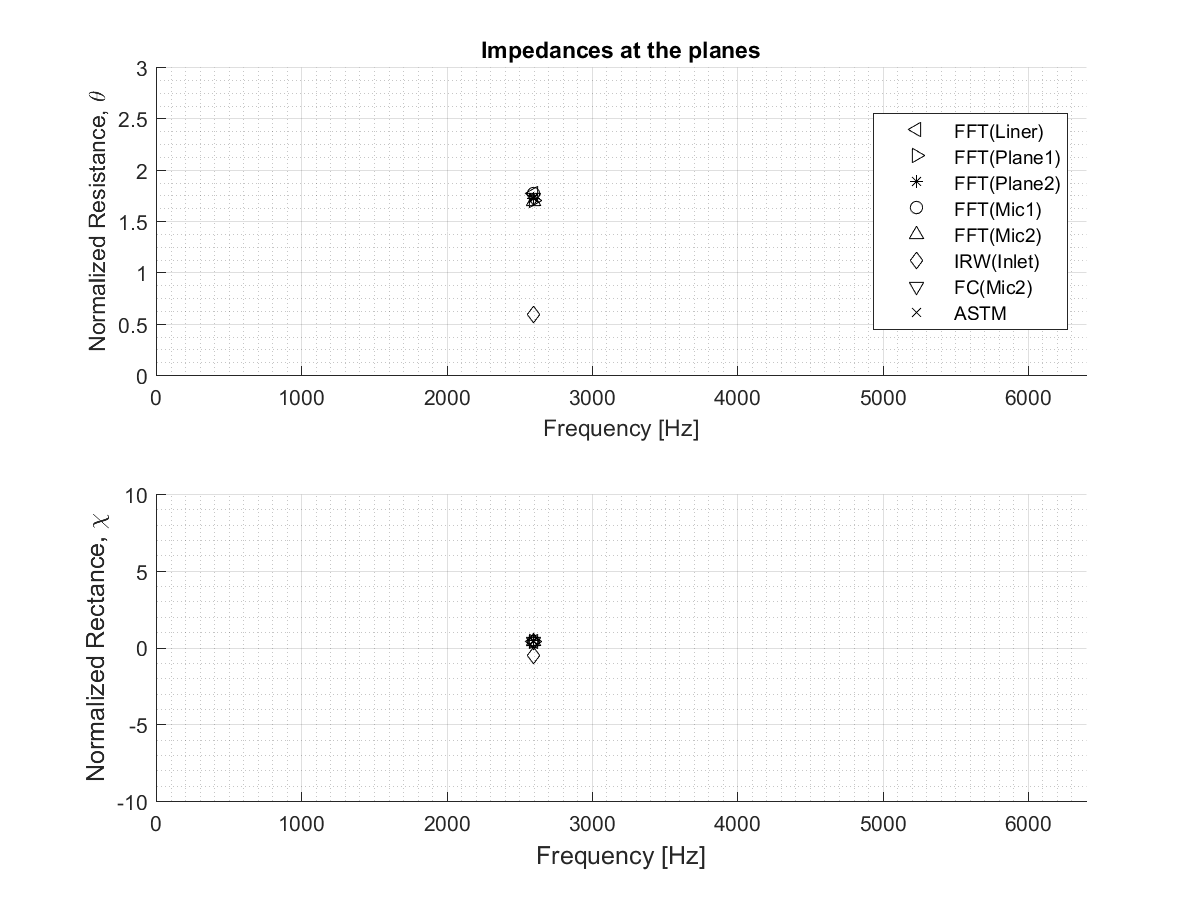 Impedances at the planes
Normalized Resistance, θ
3
2.5
2
1.5
1
0.5
0
FFT(Liner)
FFT(Plane1)
FFT(Plane2)
FFT(Mic1)
FFT(Mic2)
IRW(Inlet)
FC(Mic2)
ASTM
0 1000 2000 3000 4000 5000 6000
Frequency [Hz]
Normalized Rectance, χ
10
5
0
-5
-10
0 1000 2000 3000 4000 5000 6000
Frequency [Hz]